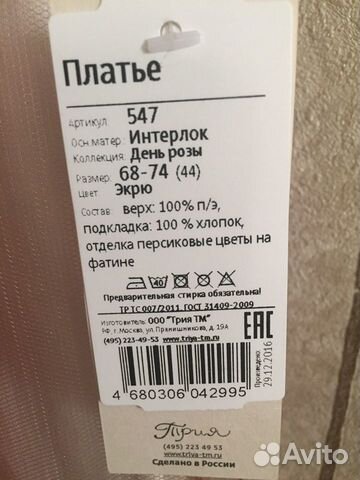 Платье
Артикул: 547
Осн.матер: Интерлок
Коллекция: День розы
Размер: 68-74 (44)
Цвет: Экрю
Состав: верх: 100% п/э,
подкладка: 100 % хлопок,
отделка персиковые цветы на
фатине
40
Предварительная стирка обязательна!
ТР ТС 007/2011, ГОСТ 31409-2009
Изготовитель: ООО "Трия ТМ"
РФ, г.Москва, ул. Прянишникова, д. 19А
(495) 223-49-53 www.triya-tm.ru
EAC
Произведено
29.12.2016
4 680306 042995
Трия
(495) 223 49 53
www.triya-tm.ru
Сделано в России
Avito